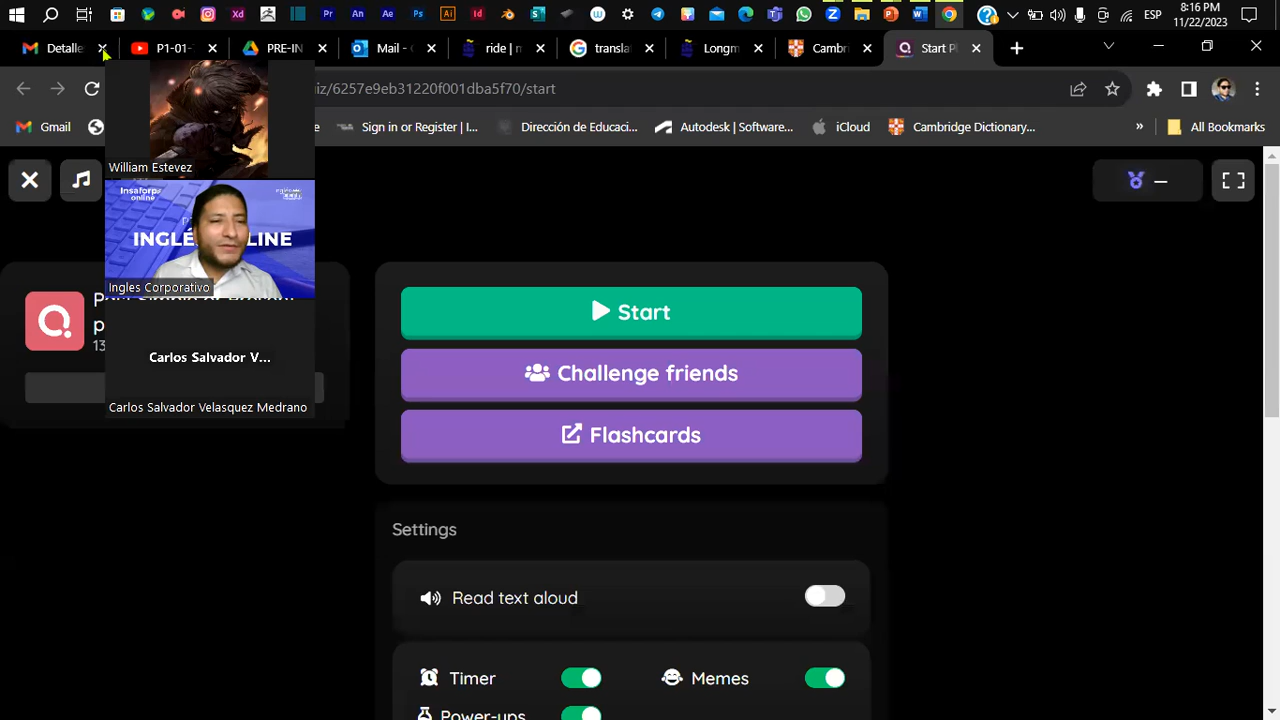 ESP
8:16 PM
11/22/2023
Detalle
P1-01-
PRE-IN
Mail -
ride | n
transla
Longm
Cambri
Start Pl
iz/6257e9eb31220f001dba5f70/start
Gmail
Sign in or Register | I...
Dirección de Educaci...
Autodesk | Software...
iCloud
Cambridge Dictionary...
»
All Bookmarks
William Estevez
Insaforp
online
INGLÉS ONLINE
Ingles Corporativo
Carlos Salvador V...
Carlos Salvador Velasquez Medrano
13
Start
Challenge friends
Flashcards
Settings
Read text aloud
Timer
Memes
Power-ups